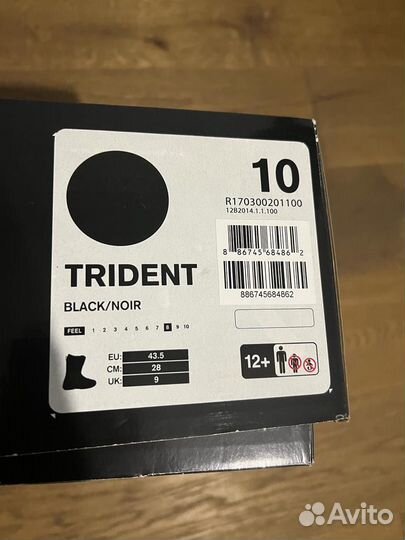 10
R170300201100
12B2014.1.1.100
8 86745 68486 2
886745684862
TRIDENT
BLACK/NOIR
FEEL 1 2 3 4 5 6 7 8 9 10
EU: 43.5
CM: 28
UK: 9
12+
Avito